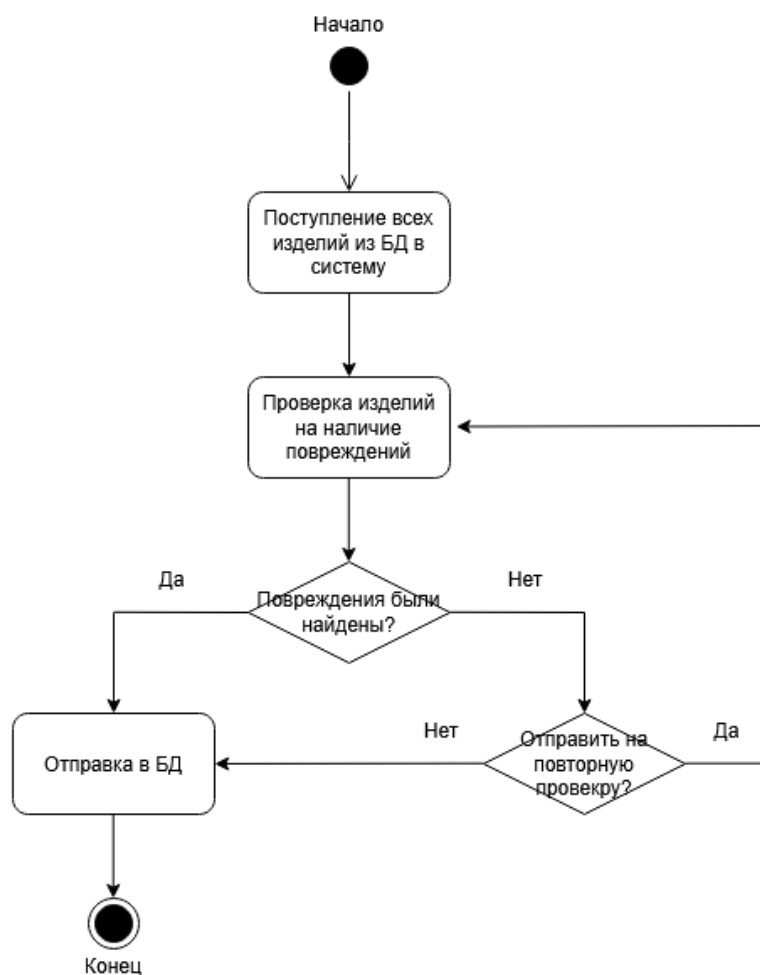 Начало
Поступление всех
изделий из БД в
систему
Проверка изделий
на наличие
повреждений
Да
Нет
Повреждения были
найдены?
Отправка в БД
Нет
Отправить на
повторную
провекру?
Да
Конец